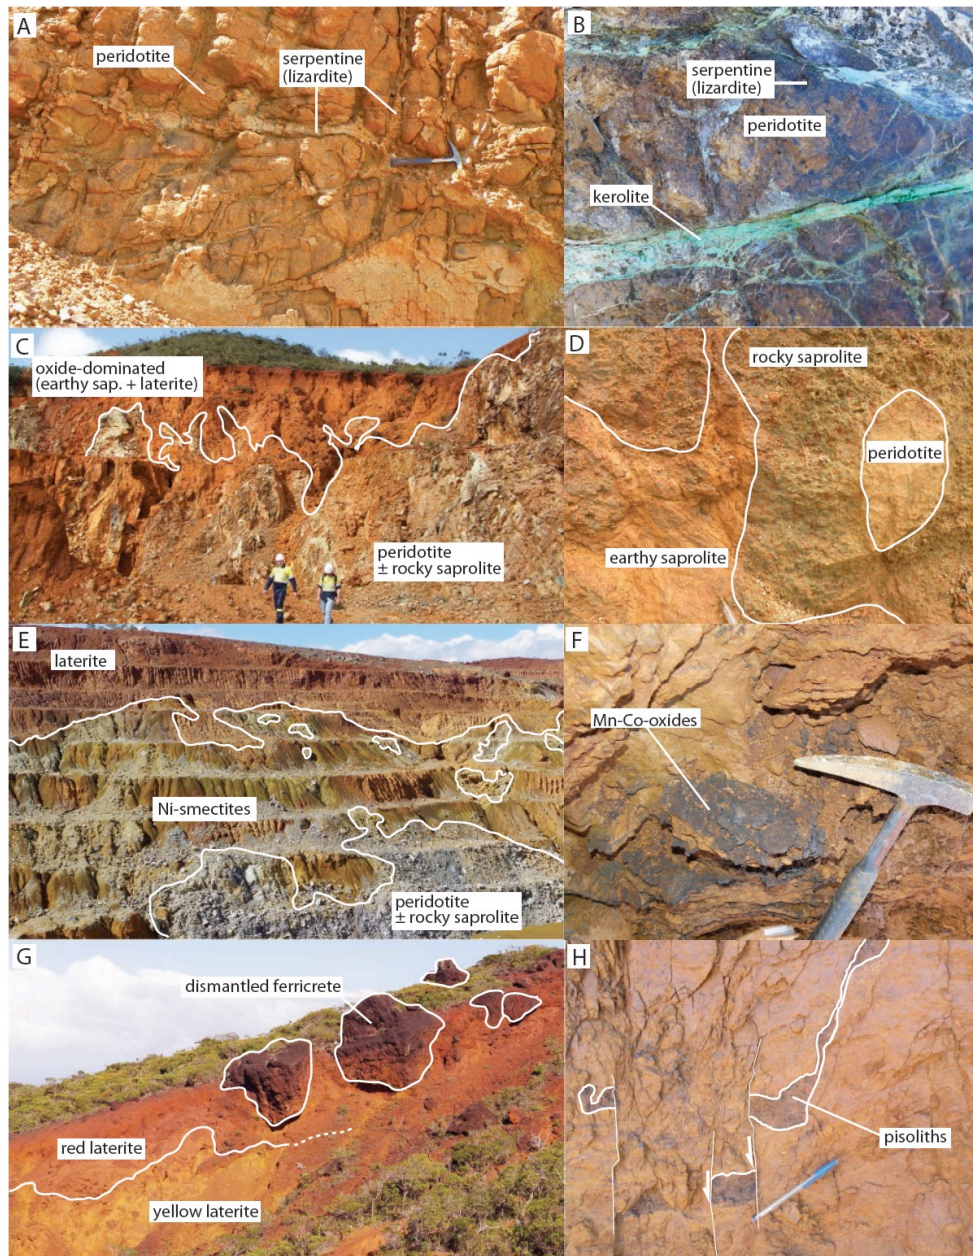 A
peridotite
serpentine
(lizardite)
B
serpentine
(lizardite)
peridotite
kerolite
C
oxide-dominated
(earthy sap. + laterite)
peridotite
± rocky saprolite
D
rocky saprolite
peridotite
earthy saprolite
E
laterite
Ni-smectites
peridotite
± rocky saprolite
F
Mn-Co-oxides
G
dismantled ferricrete
red laterite
yellow laterite
H
pisoliths